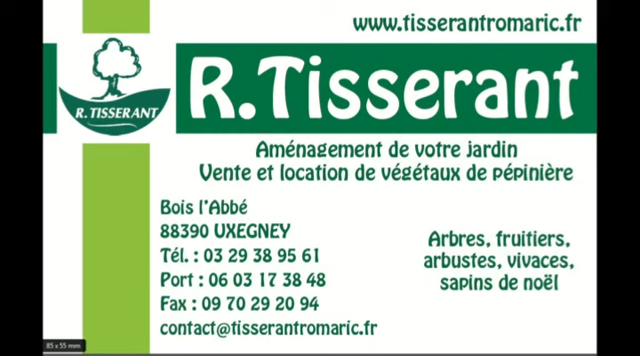 www.tisserantromaric.fr
R. TISSERANT
R.Tisserant
Aménagement de votre jardin
Vente et location de végétaux de pépinière
Bois l'Abbé
88390 UXEGNEY
Tél. : 03 29 38 95 61
Port : 06 03 17 38 48
Fax : 09 70 29 20 94
contact@tisserantromaric.fr
Arbres, fruitiers,
arbustes, vivaces,
sapins de noël
85 x 55 mm